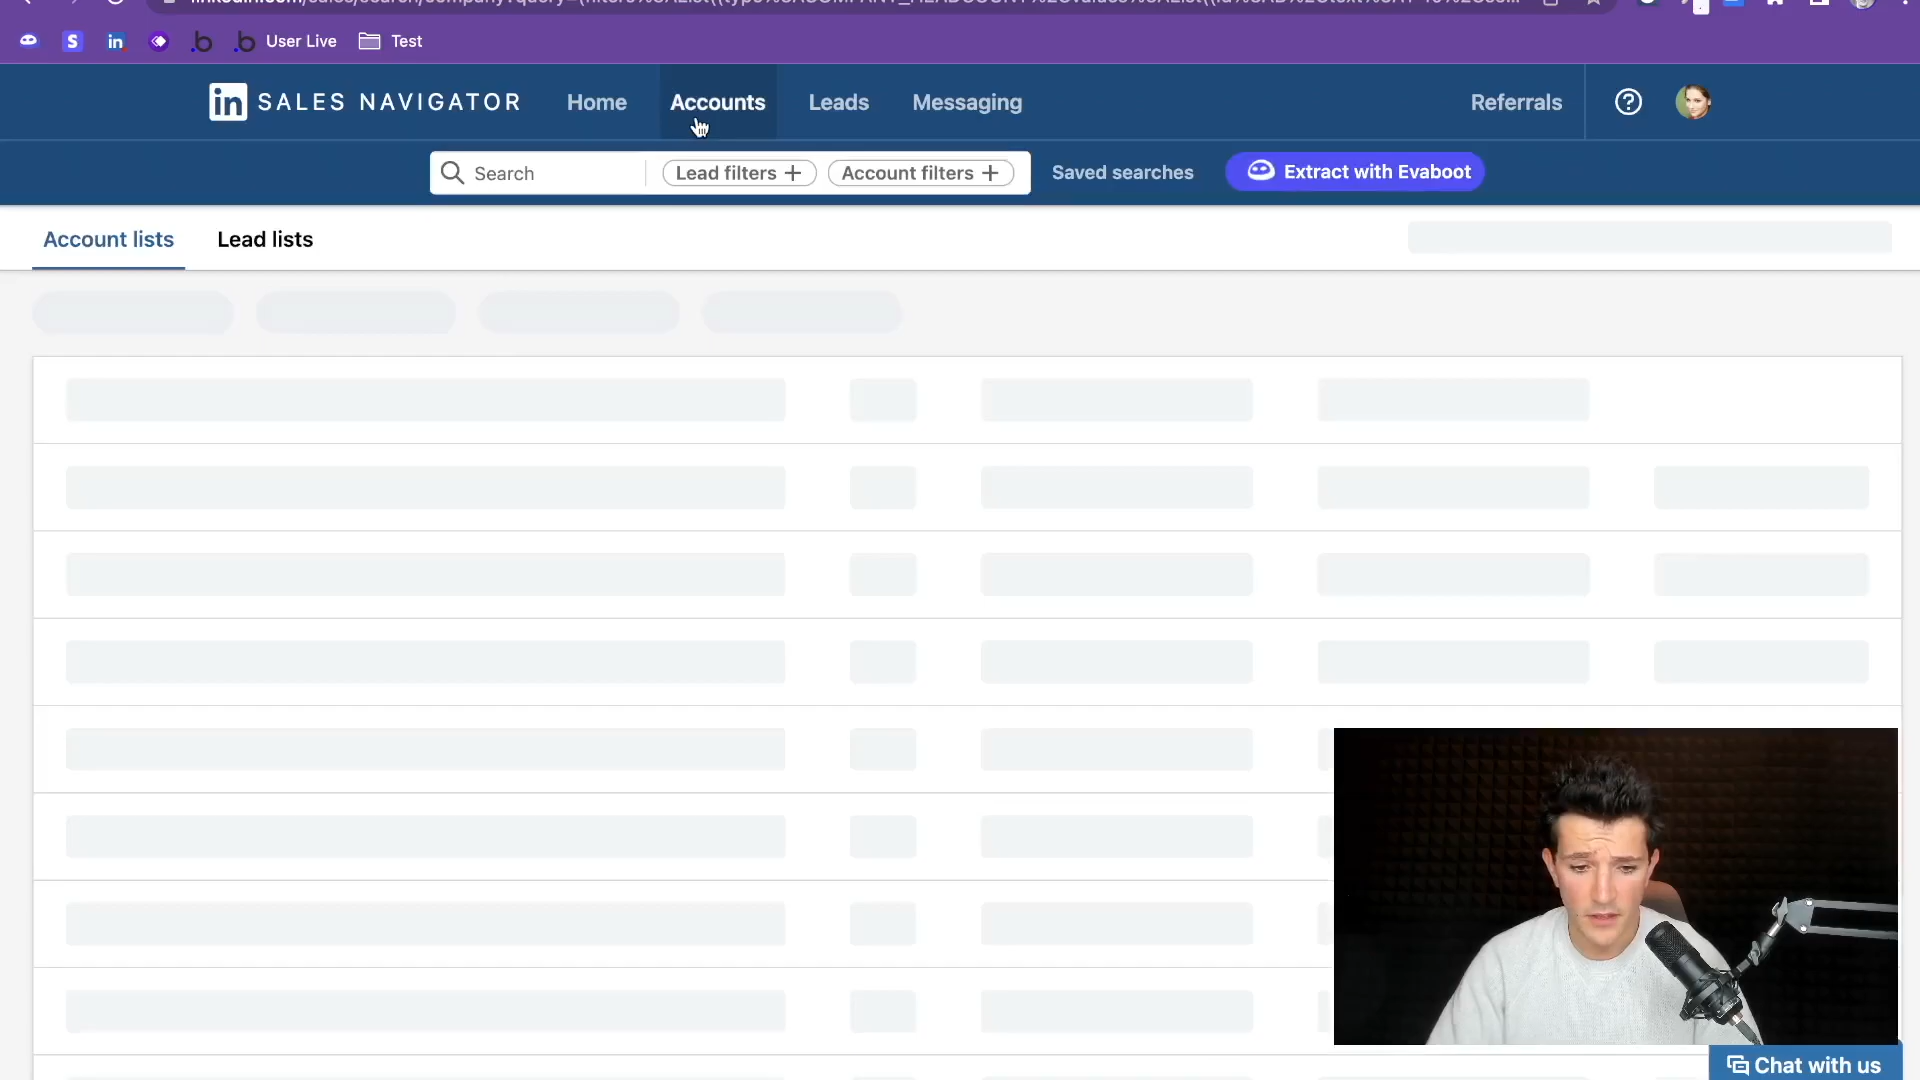 User Live
Test
in SALES NAVIGATOR
Home
Accounts
Leads
Messaging
Referrals
Search
Lead filters +
Account filters +
Saved searches
Extract with Evaboot
Account lists
Lead lists
Chat with us